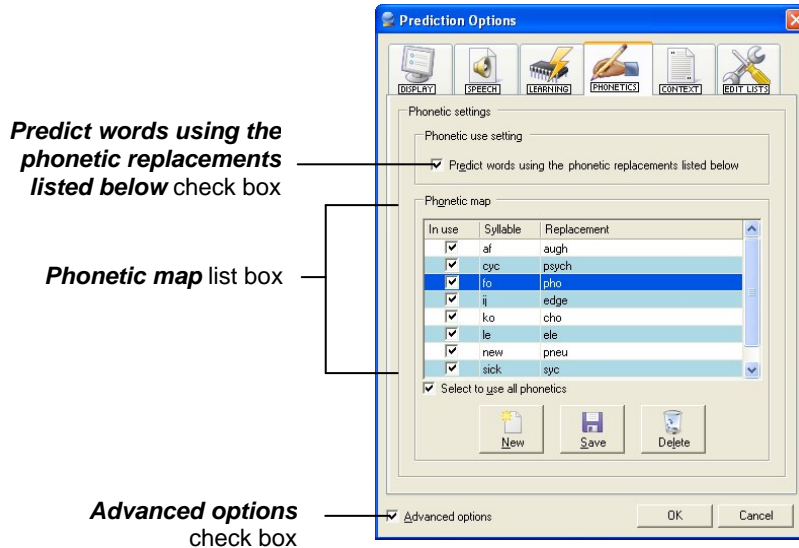 Prediction Options
DISPLAY SPEECH LEARNING PHONETICS CONTEXT EDIT LISTS
Phonetic settings
Phonetic use setting
Predict words using the phonetic replacements listed below
Predict words using the
phonetic replacements
listed below check box
Phonetic map
In use Syllable Replacement
af augh
cyc psych
fo pho
ij edge
ko cho
le ele
new pneu
sick syc
Phonetic map list box
Select to use all phonetics
New Save Delete
Advanced options
check box
Advanced options OK Cancel